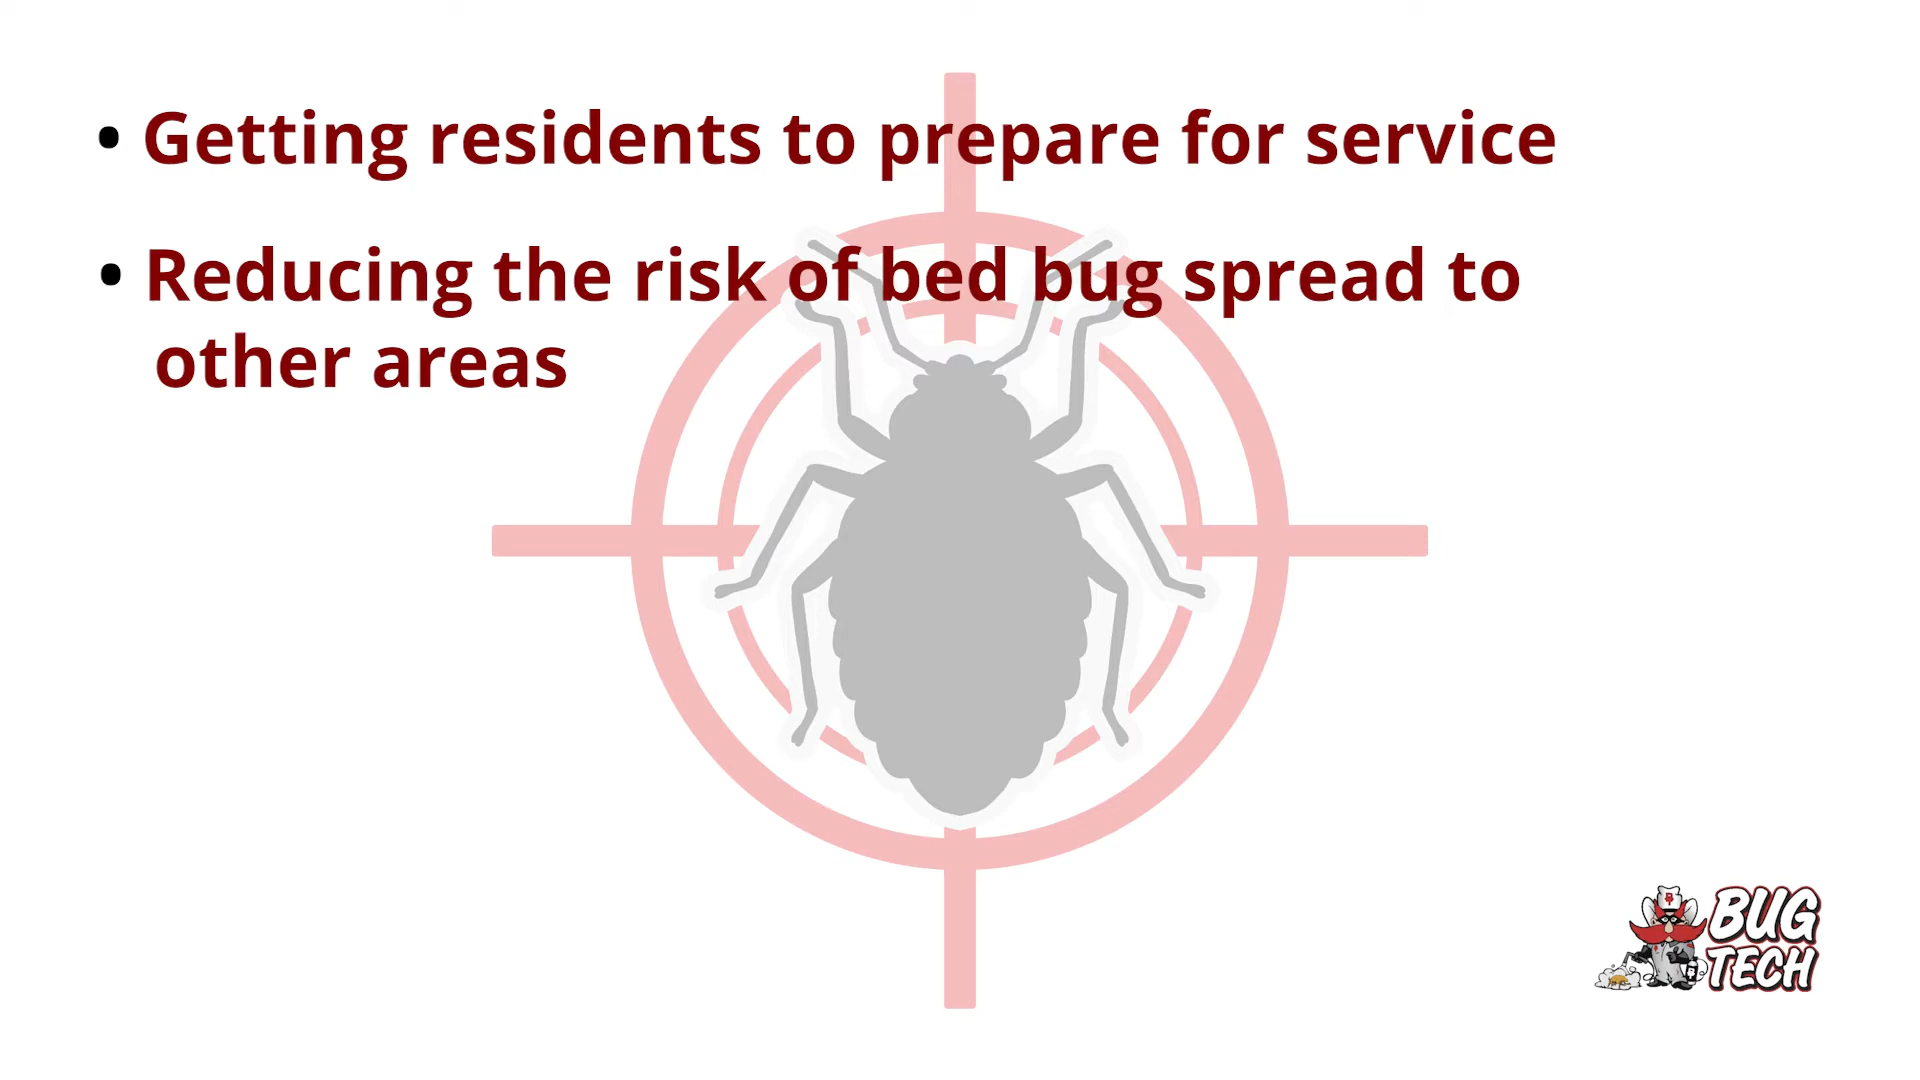 • Getting residents to prepare for service
• Reducing the risk of bed bug spread to
other areas
BUG
TECH